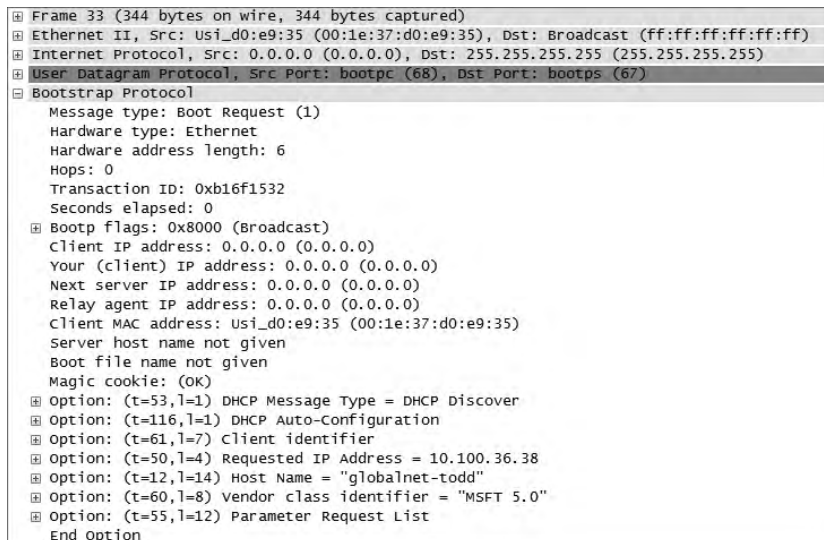 Frame 33 (344 bytes on wire, 344 bytes captured)
Ethernet II, Src: Usi_d0:e9:35 (00:1e:37:d0:e9:35), Dst: Broadcast (ff:ff:ff:ff:ff:ff)
Internet Protocol, Src: 0.0.0.0 (0.0.0.0), Dst: 255.255.255.255 (255.255.255.255)
User Datagram Protocol, Src Port: bootpc (68), Dst Port: bootps (67)
Bootstrap Protocol
Message type: Boot Request (1)
Hardware type: Ethernet
Hardware address length: 6
Hops: 0
Transaction ID: 0xb16f1532
Seconds elapsed: 0
Bootp flags: 0x8000 (Broadcast)
Client IP address: 0.0.0.0 (0.0.0.0)
Your (client) IP address: 0.0.0.0 (0.0.0.0)
Next server IP address: 0.0.0.0 (0.0.0.0)
Relay agent IP address: 0.0.0.0 (0.0.0.0)
Client MAC address: Usi_d0:e9:35 (00:1e:37:d0:e9:35)
Server host name not given
Boot file name not given
Magic cookie: (OK)
Option: (t=53,l=1) DHCP Message Type = DHCP Discover
Option: (t=116,l=1) DHCP Auto-Configuration
Option: (t=61,l=7) Client identifier
Option: (t=50,l=4) Requested IP Address = 10.100.36.38
Option: (t=12,l=14) Host Name = "globalnet-todd"
Option: (t=60,l=8) Vendor class identifier = "MSFT 5.0"
Option: (t=55,l=12) Parameter Request List
End Option